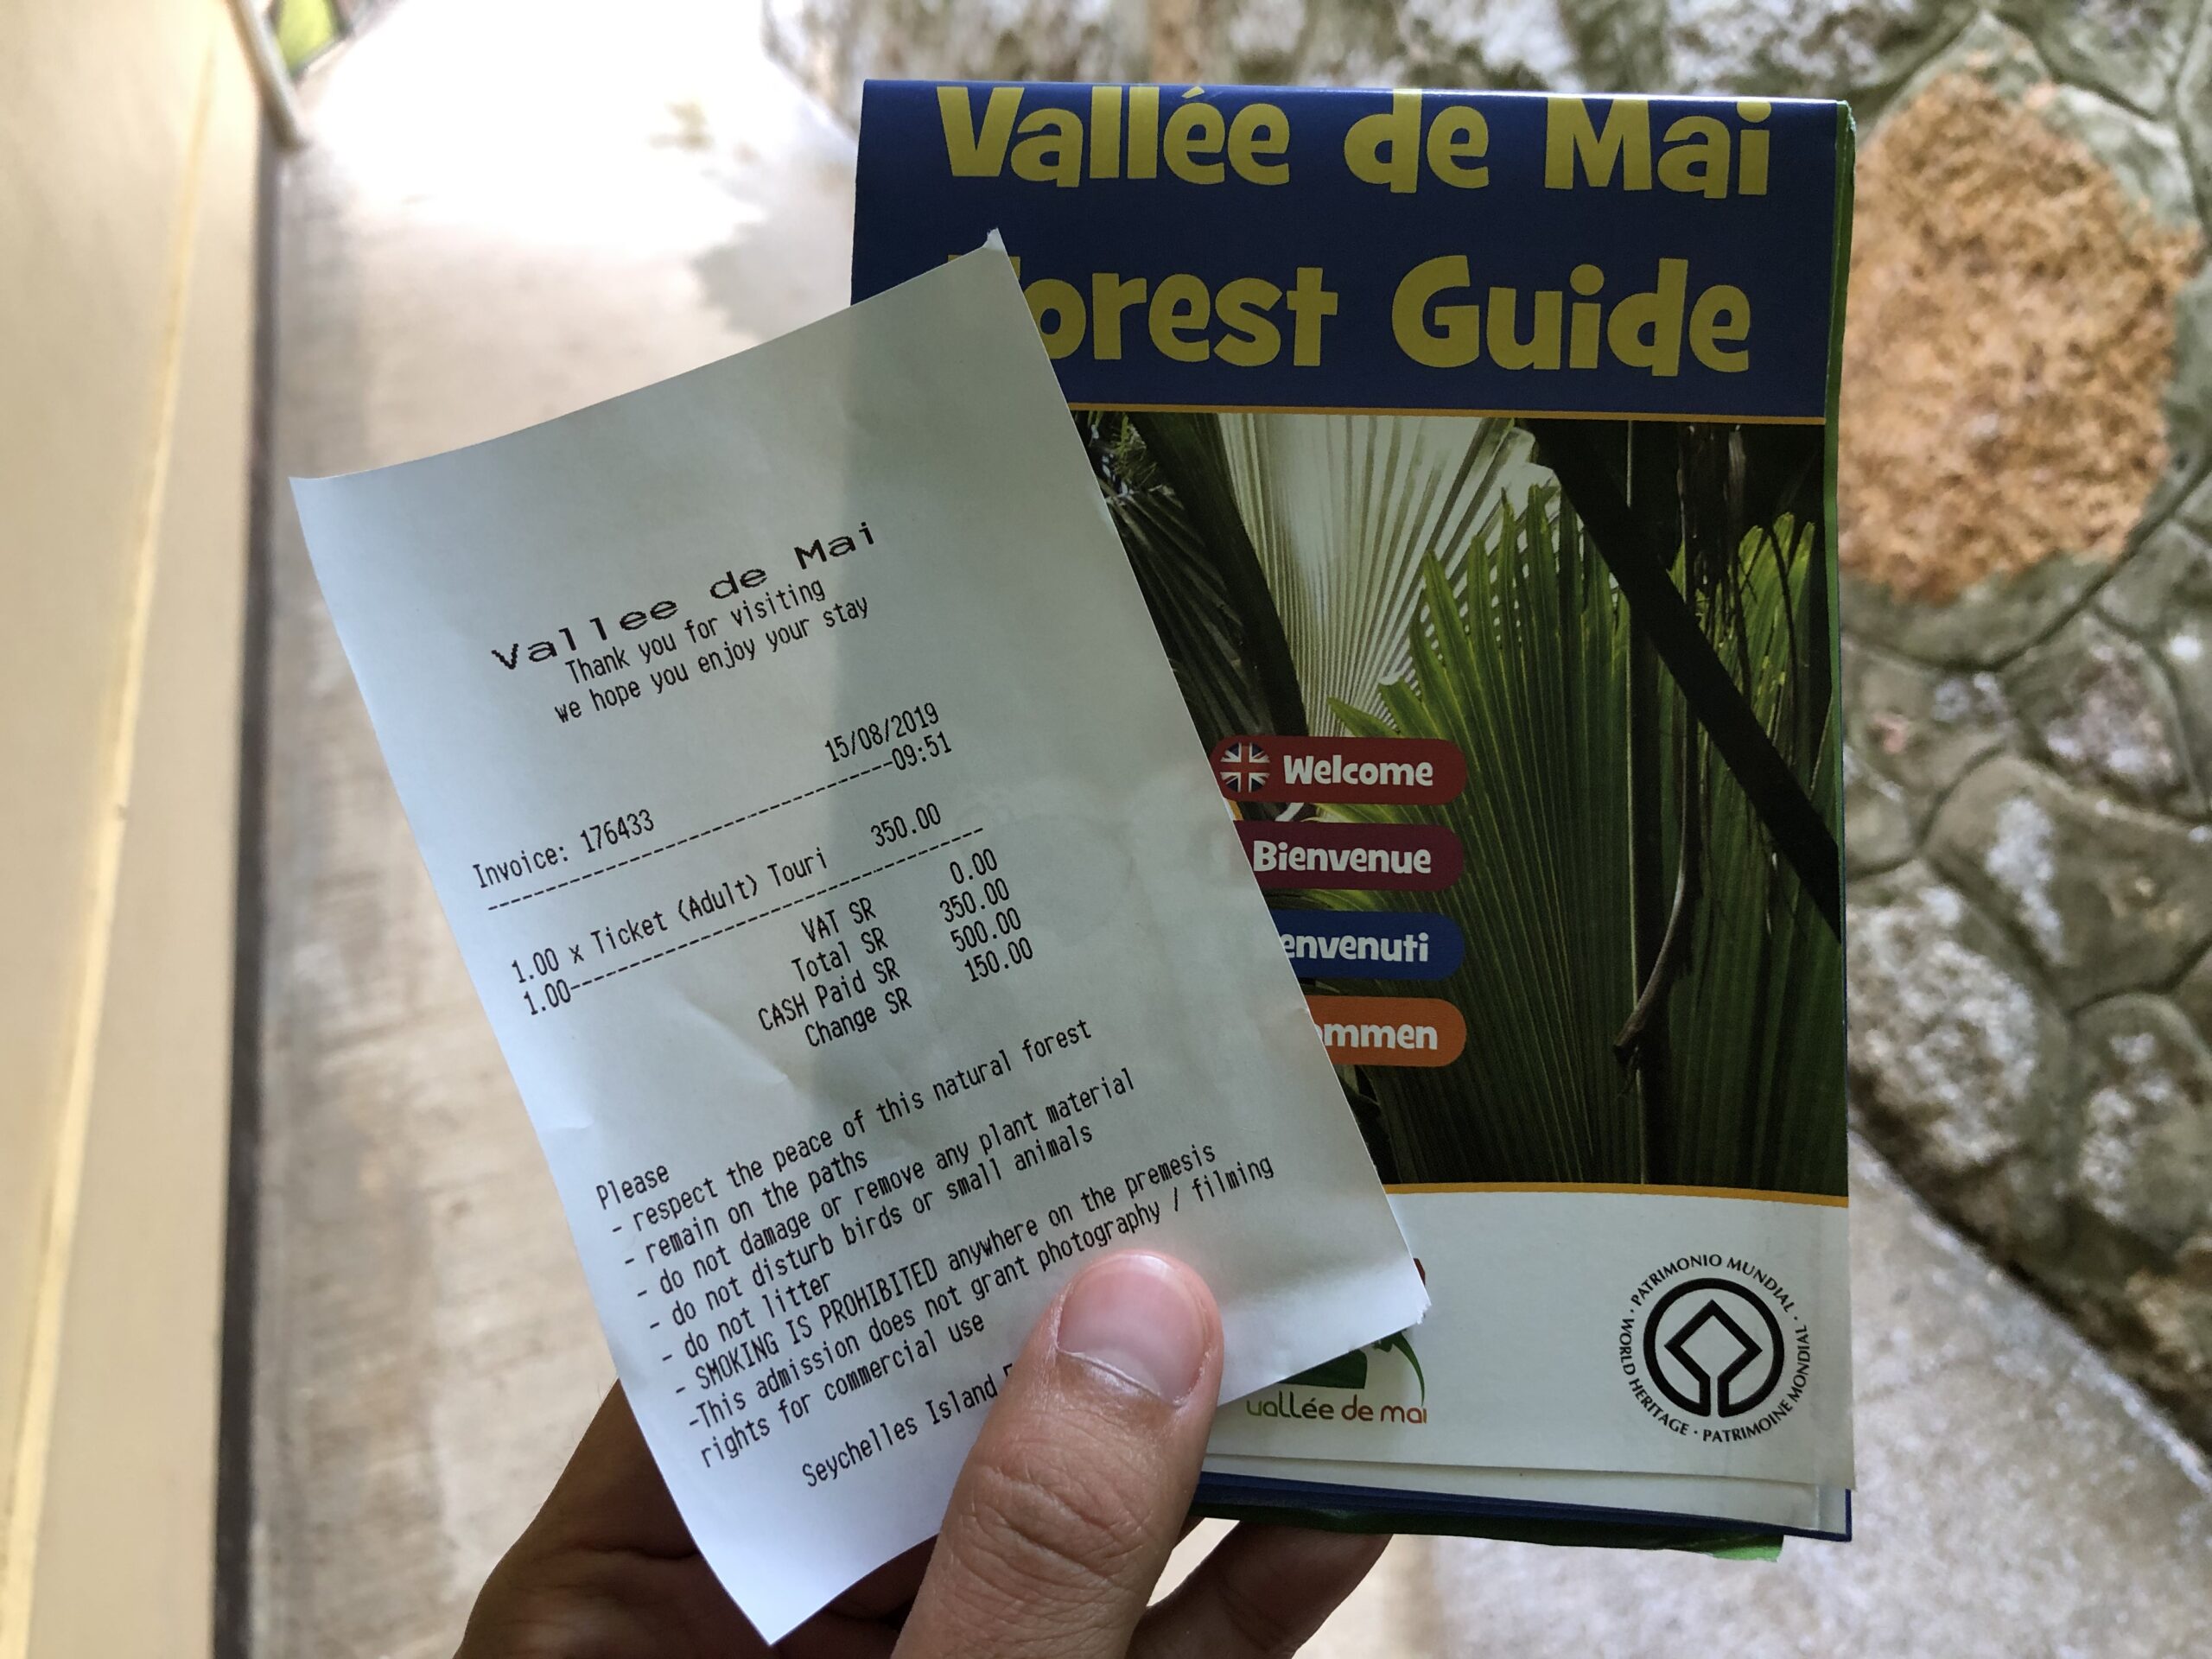 Vallée de Mai
Forest Guide
Welcome
Bienvenue
envenuti
ommen
vallée de mai
PATRIMONIO MUNDIAL · WORLD HERITAGE · PATRIMOINE MONDIAL ·
Vallee de Mai
Thank you for visiting
we hope you enjoy your stay
15/08/2019
Invoice: 176433
--------------------------------09:51
1.00 x Ticket (Adult) Touri 350.00
1.00------------------------------------
VAT SR 0.00
Total SR 350.00
CASH Paid SR 500.00
Change SR 150.00
Please
- respect the peace of this natural forest
- remain on the paths
- do not damage or remove any plant material
- do not disturb birds or small animals
- do not litter
- SMOKING IS PROHIBITED anywhere on the premesis
-This admission does not grant photography / filming
rights for commercial use
Seychelles Island